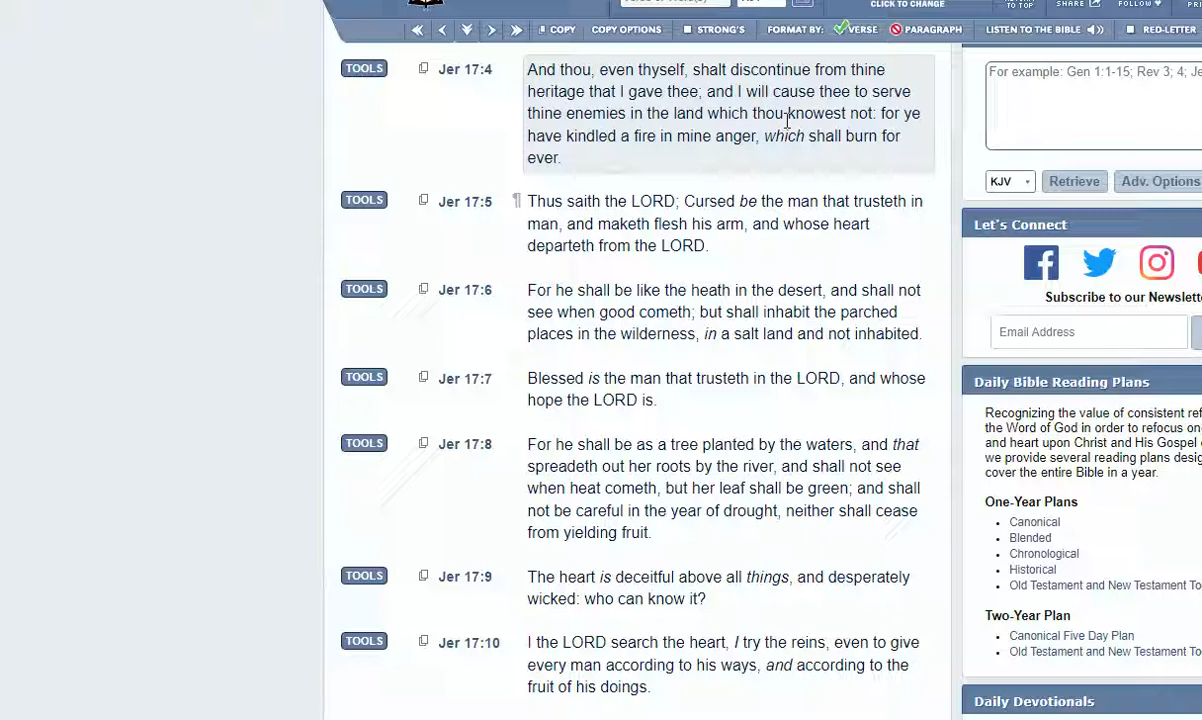 CLICK TO CHANGE
TO TOP
SHARE
FOLLOW
COPY
COPY OPTIONS
STRONG'S
FORMAT BY:
VERSE
PARAGRAPH
LISTEN TO THE BIBLE
RED-LETTER
TOOLS
Jer 17:4
And thou, even thyself, shalt discontinue from thine
heritage that I gave thee; and I will cause thee to serve
thine enemies in the land which thou knowest not: for ye
have kindled a fire in mine anger, which shall burn for
ever.
TOOLS
Jer 17:5
¶ Thus saith the LORD; Cursed be the man that trusteth in
man, and maketh flesh his arm, and whose heart
departeth from the LORD.
TOOLS
Jer 17:6
For he shall be like the heath in the desert, and shall not
see when good cometh; but shall inhabit the parched
places in the wilderness, in a salt land and not inhabited.
TOOLS
Jer 17:7
Blessed is the man that trusteth in the LORD, and whose
hope the LORD is.
TOOLS
Jer 17:8
For he shall be as a tree planted by the waters, and that
spreadeth out her roots by the river, and shall not see
when heat cometh, but her leaf shall be green; and shall
not be careful in the year of drought, neither shall cease
from yielding fruit.
TOOLS
Jer 17:9
The heart is deceitful above all things, and desperately
wicked: who can know it?
TOOLS
Jer 17:10
I the LORD search the heart, I try the reins, even to give
every man according to his ways, and according to the
fruit of his doings.
For example: Gen 1:1-15; Rev 3; 4; Je
KJV
Retrieve
Adv. Options
Let's Connect
Subscribe to our Newslett
Email Address
Daily Bible Reading Plans
Recognizing the value of consistent ref
the Word of God in order to refocus on
and heart upon Christ and His Gospel
we provide several reading plans desig
cover the entire Bible in a year.
One-Year Plans
• Canonical
• Blended
• Chronological
• Historical
• Old Testament and New Testament To
Two-Year Plan
• Canonical Five Day Plan
• Old Testament and New Testament To
Daily Devotionals